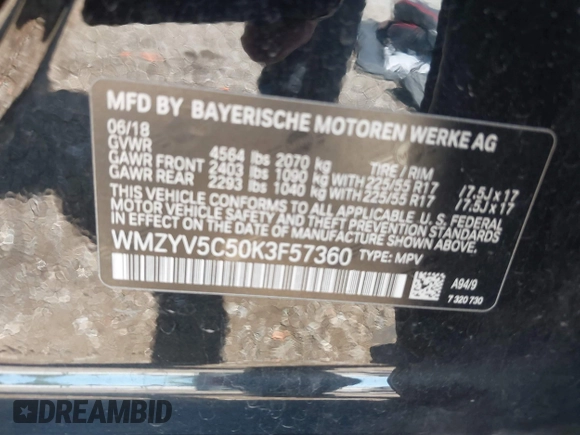 MFD BY BAYERISCHE MOTOREN WERKE AG
06/18
GVWR 4564 lbs 2070 kg TIRE / RIM
GAWR FRONT 2403 lbs 1090 kg WITH 225/55 R17 /7.5J x 17
GAWR REAR 2293 lbs 1040 kg WITH 225/55 R17 /7.5J x 17
THIS VEHICLE CONFORMS TO ALL APPLICABLE U. S. FEDERAL
MOTOR VEHICLE SAFETY, BUMPER, AND THEFT PREVENTION STANDARDS
IN EFFECT ON THE DATE OF MANUFACTURE SHOWN ABOVE.
WMZYV5C50K3F57360 TYPE: MPV
A94/9
7 320 730
DREAMBID